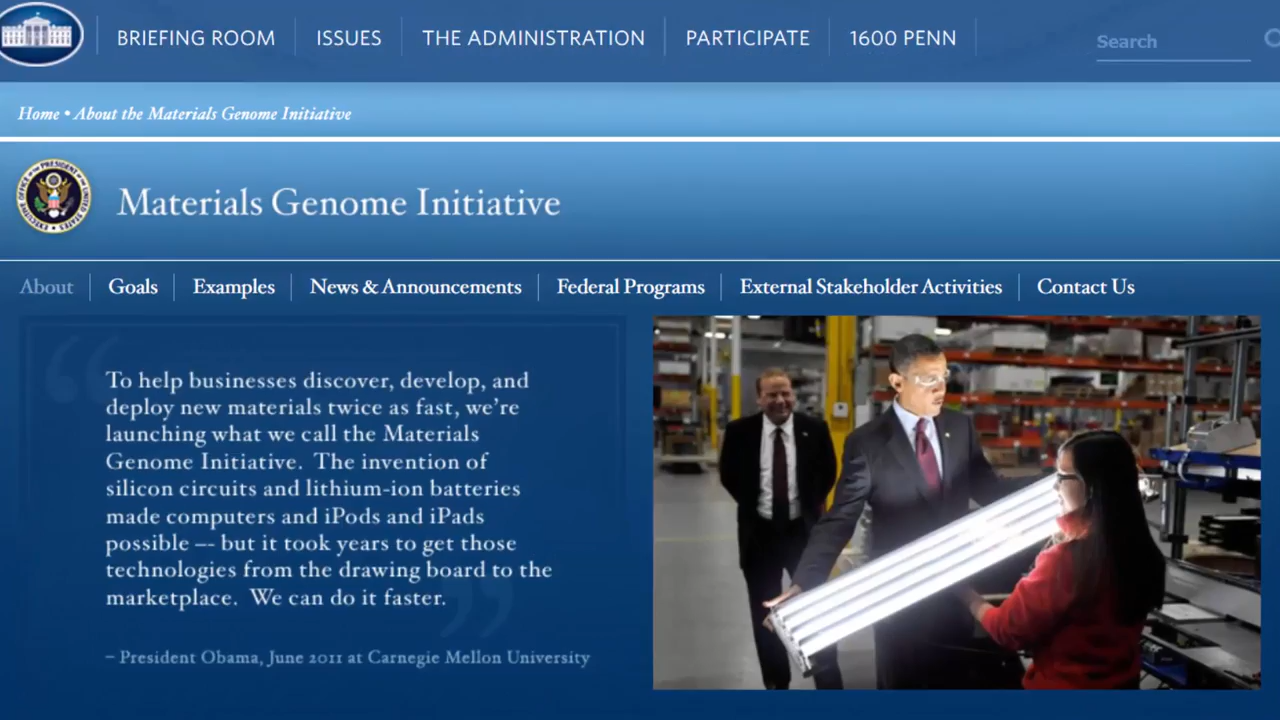 BRIEFING ROOM ISSUES THE ADMINISTRATION PARTICIPATE 1600 PENN Search
Home • About the Materials Genome Initiative
Materials Genome Initiative
About Goals Examples News & Announcements Federal Programs External Stakeholder Activities Contact Us
“
To help businesses discover, develop, and
deploy new materials twice as fast, we’re
launching what we call the Materials
Genome Initiative. The invention of
silicon circuits and lithium-ion batteries
made computers and iPods and iPads
possible -- but it took years to get those
technologies from the drawing board to the
marketplace. We can do it faster.
”
– President Obama, June 2011 at Carnegie Mellon University